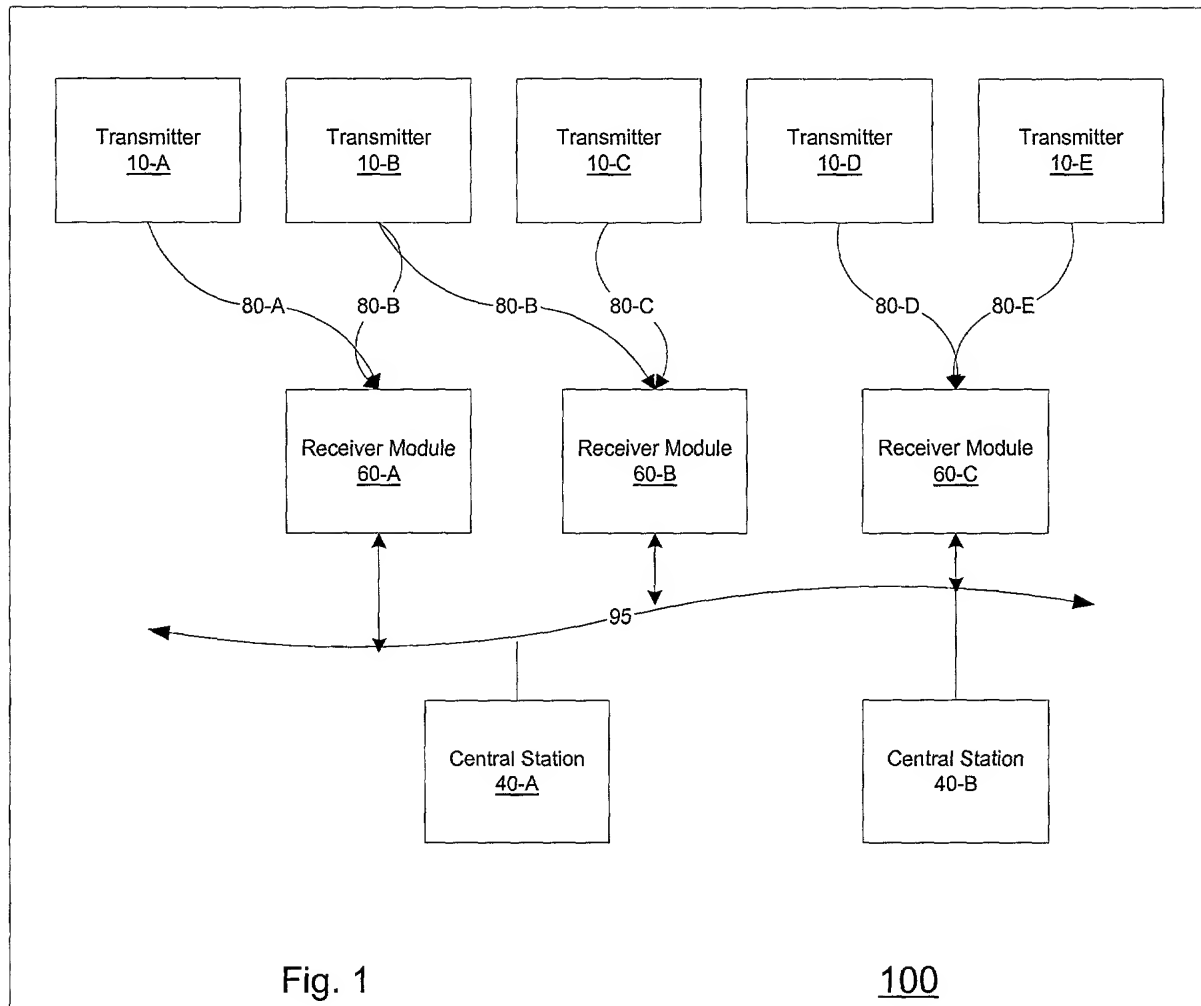 Transmitter
10-A
Transmitter
10-B
Transmitter
10-C
Transmitter
10-D
Transmitter
10-E
80-A
80-B
80-B
80-C
80-D
80-E
Receiver Module
60-A
Receiver Module
60-B
Receiver Module
60-C
95
Central Station
40-A
Central Station
40-B
Fig. 1
100